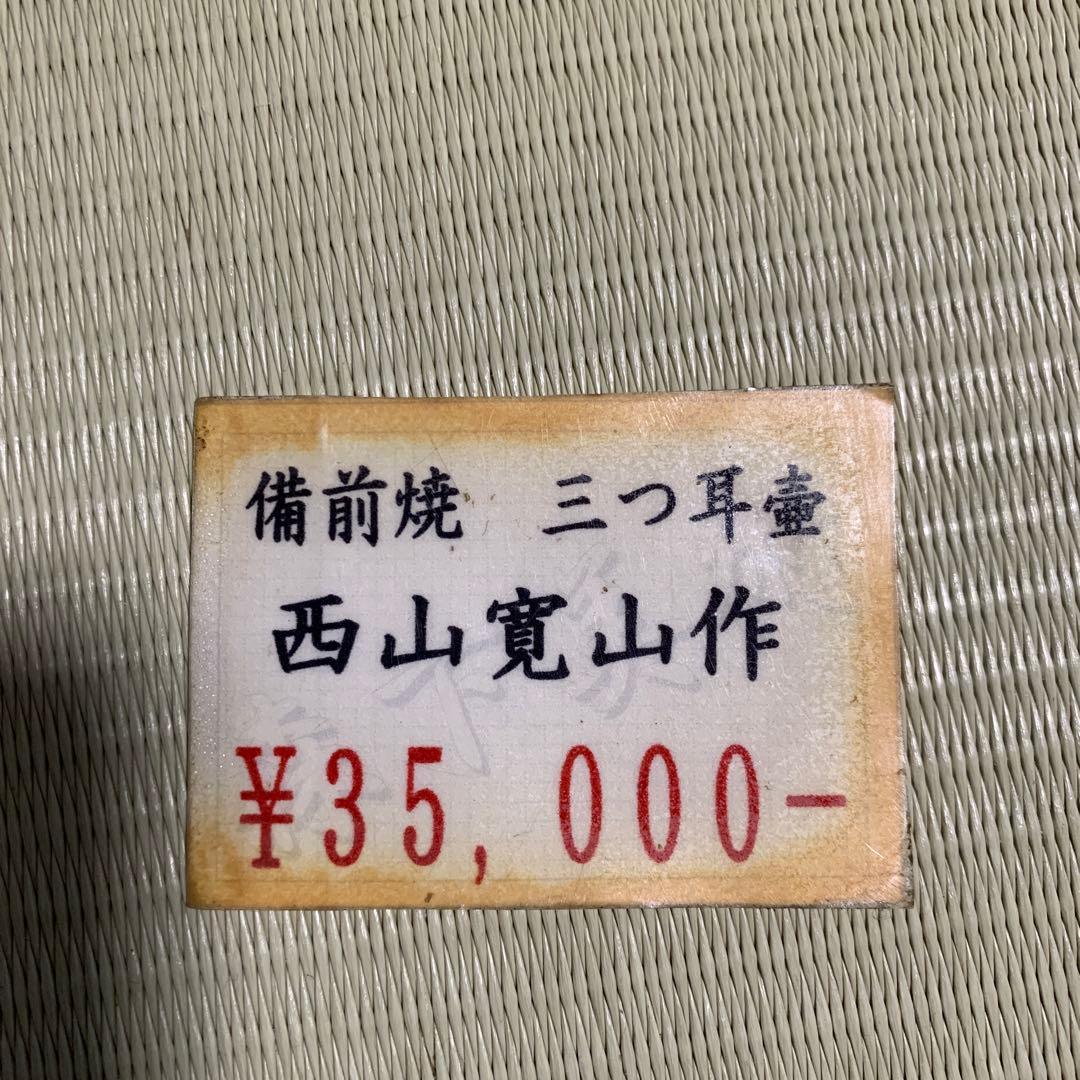 備前焼 三つ耳壷
西山寛山作
¥35,000-